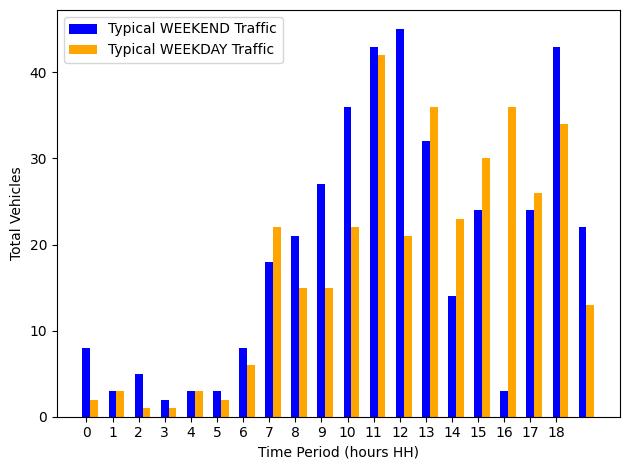 Typical WEEKEND Traffic
Typical WEEKDAY Traffic
40
30
20
10
0
Total Vehicles
0 1 2 3 4 5 6 7 8 9 10 11 12 13 14 15 16 17 18
Time Period (hours HH)